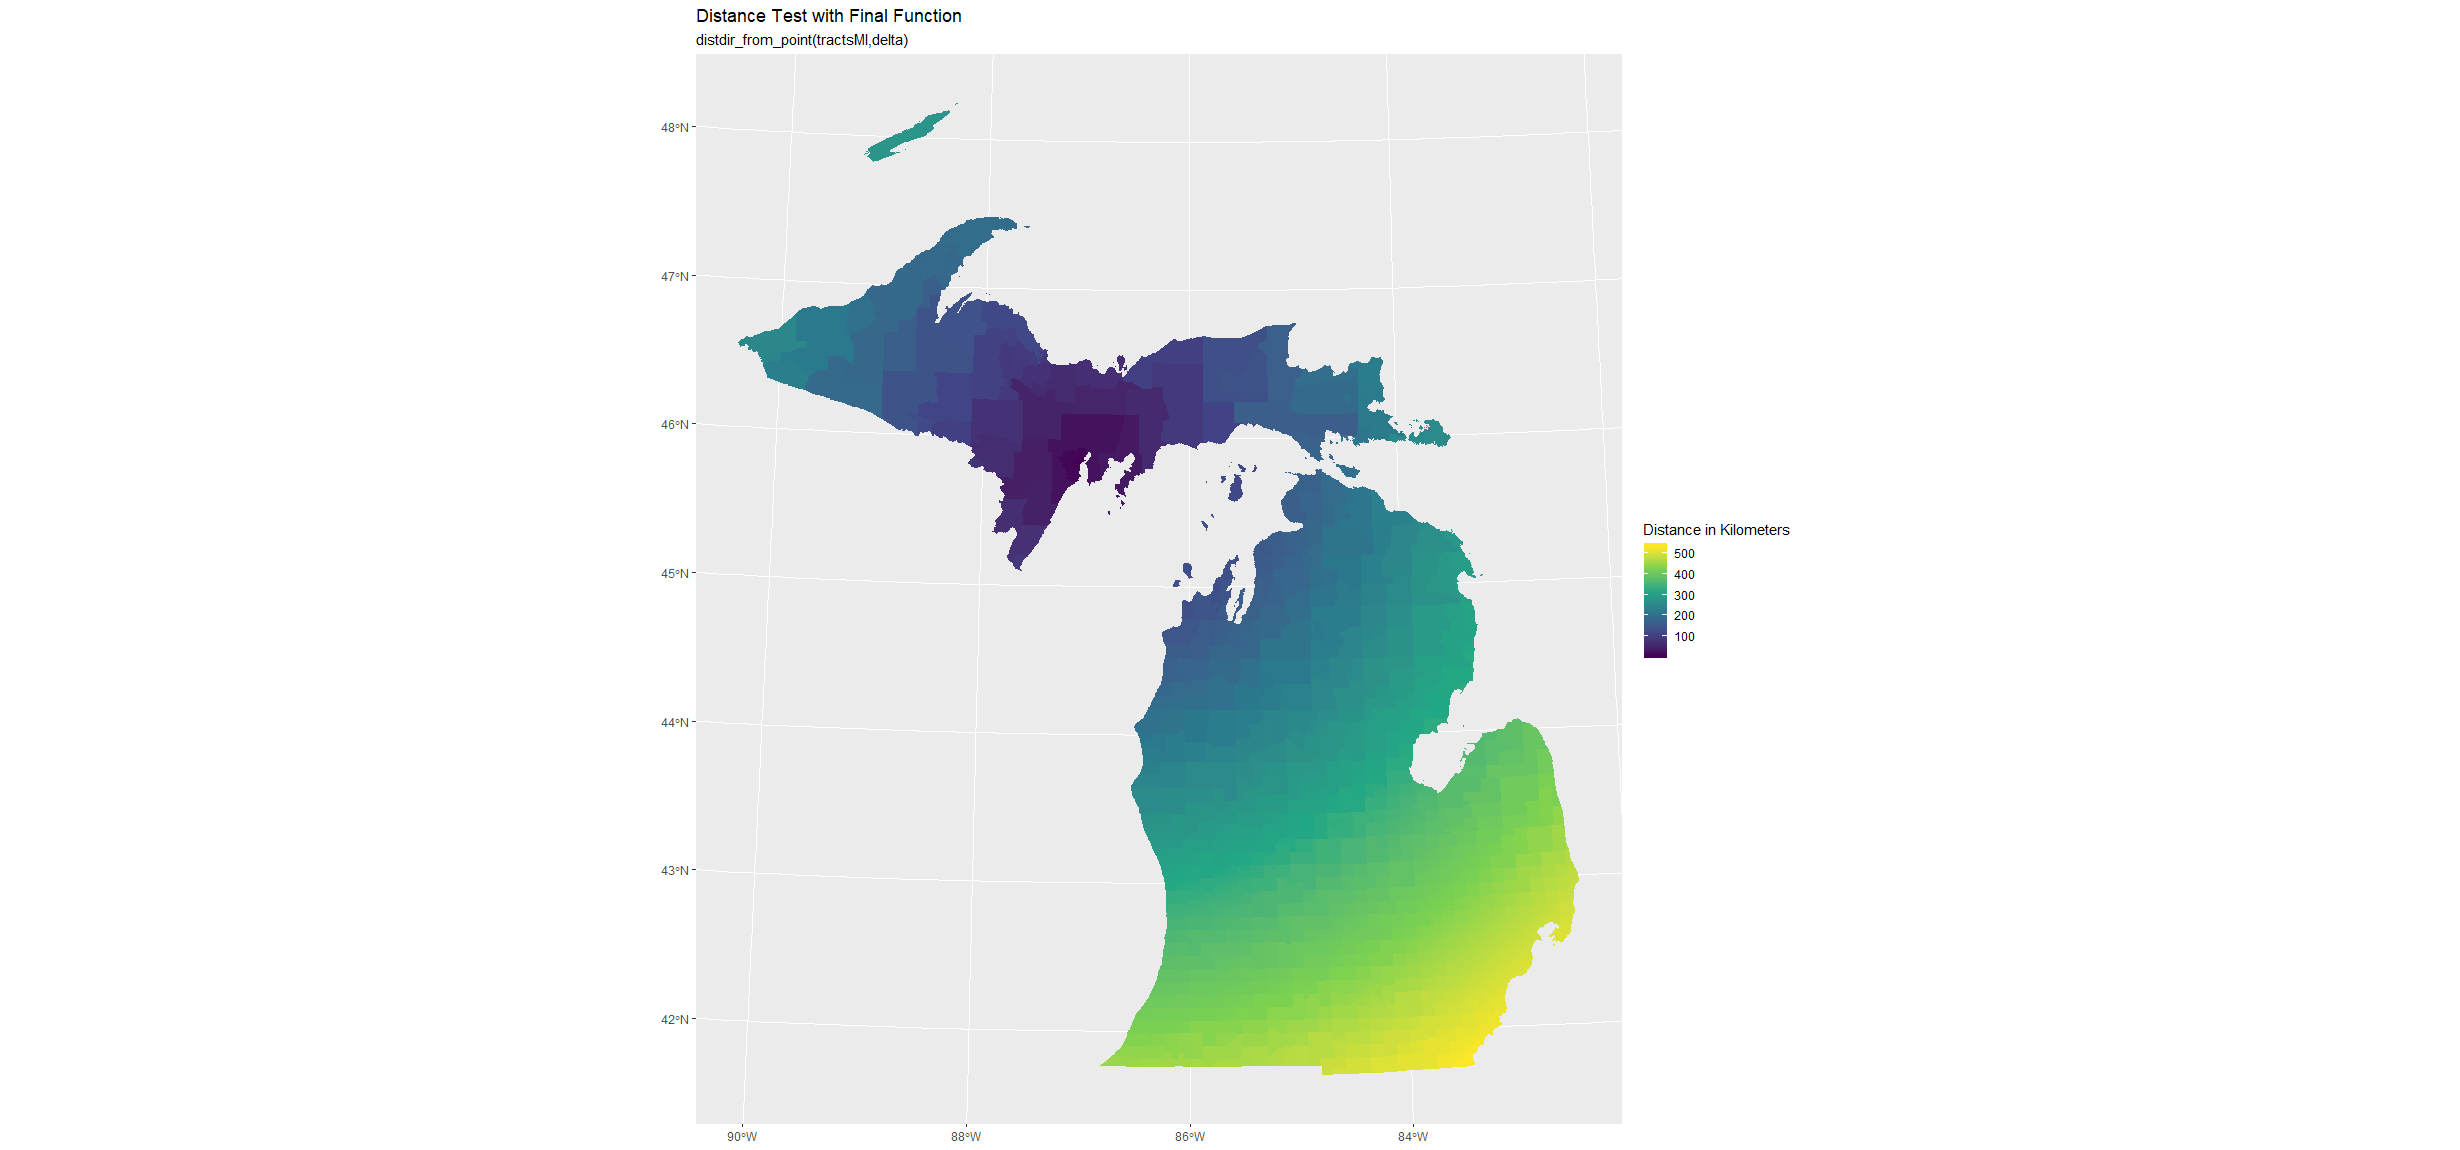 Distance Test with Final Function
distdir_from_point(tractsMI,delta)
48°N
47°N
46°N
45°N
44°N
43°N
42°N
90°W
88°W
86°W
84°W
Distance in Kilometers
500
400
300
200
100